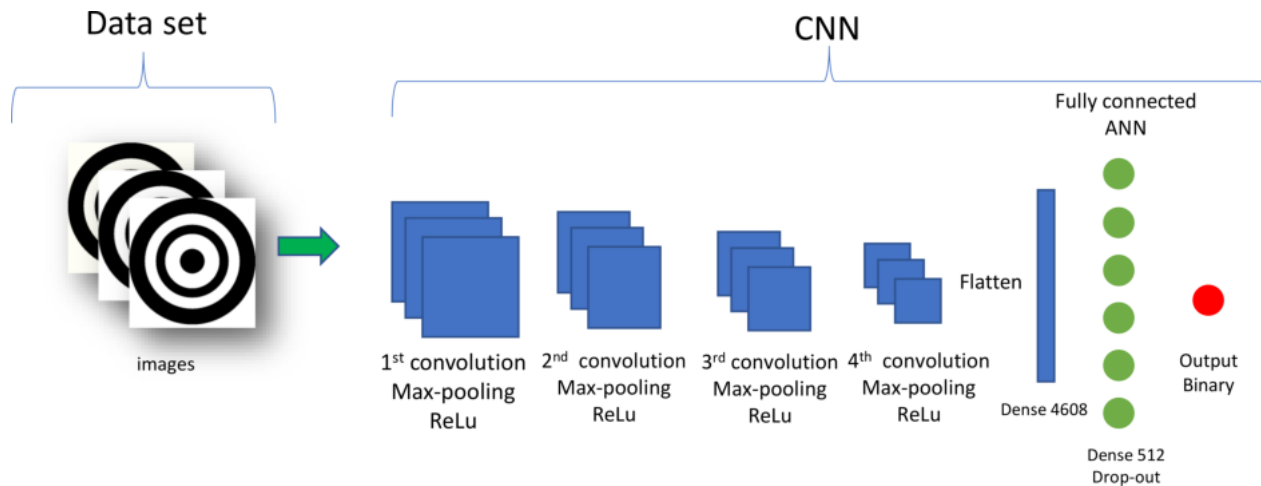 Data set
CNN
Fully connected
ANN
images
1st convolution
Max-pooling
ReLu
2nd convolution
Max-pooling
ReLu
3rd convolution
Max-pooling
ReLu
4th convolution
Max-pooling
ReLu
Flatten
Dense 4608
Dense 512
Drop-out
Output
Binary